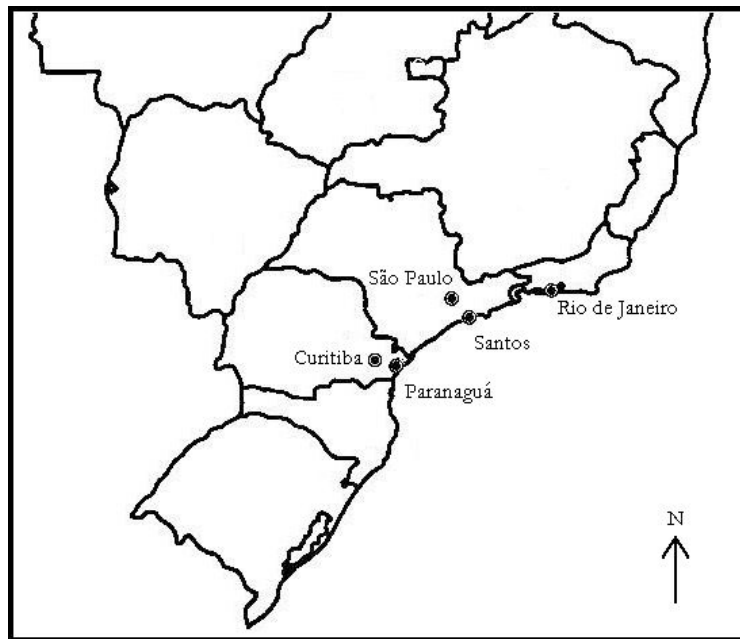 São Paulo
Rio de Janeiro
Santos
Curitiba
Paranaguá
N